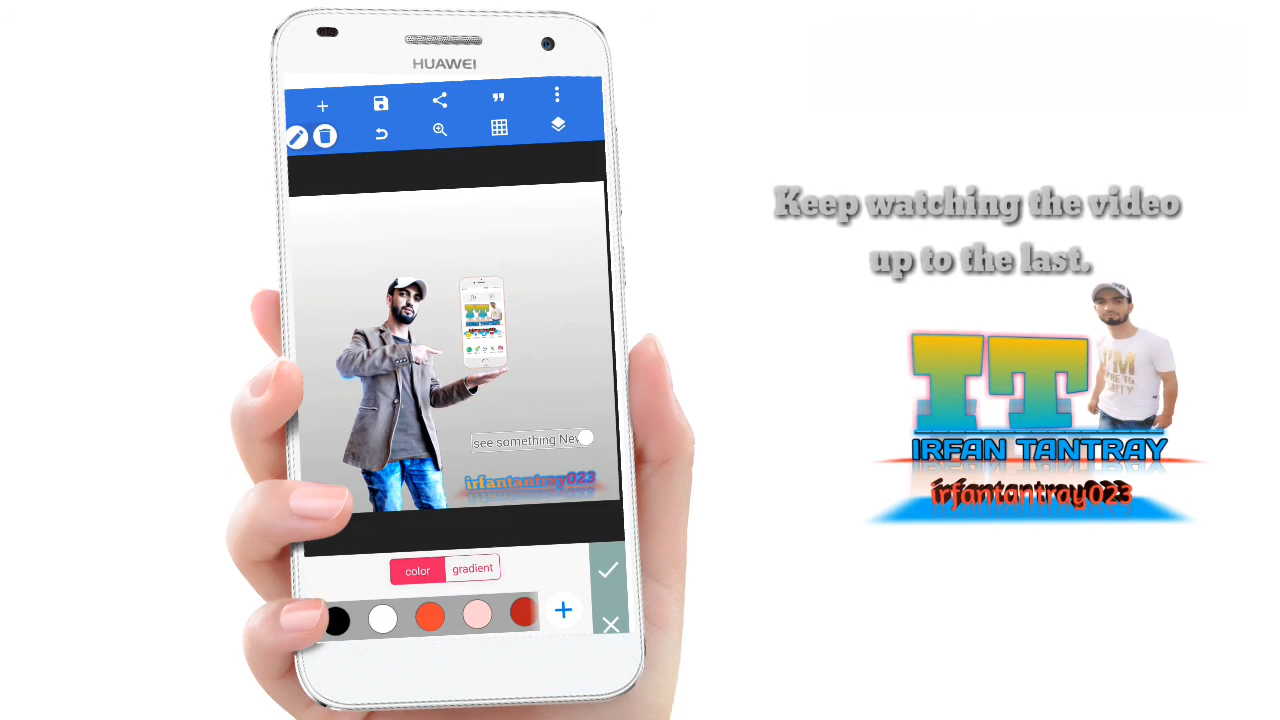 HUAWEI
see something New
irfantantray023
color
gradient
Keep watching the video
up to the last.
IT
IRFAN TANTRAY
irfantantray023